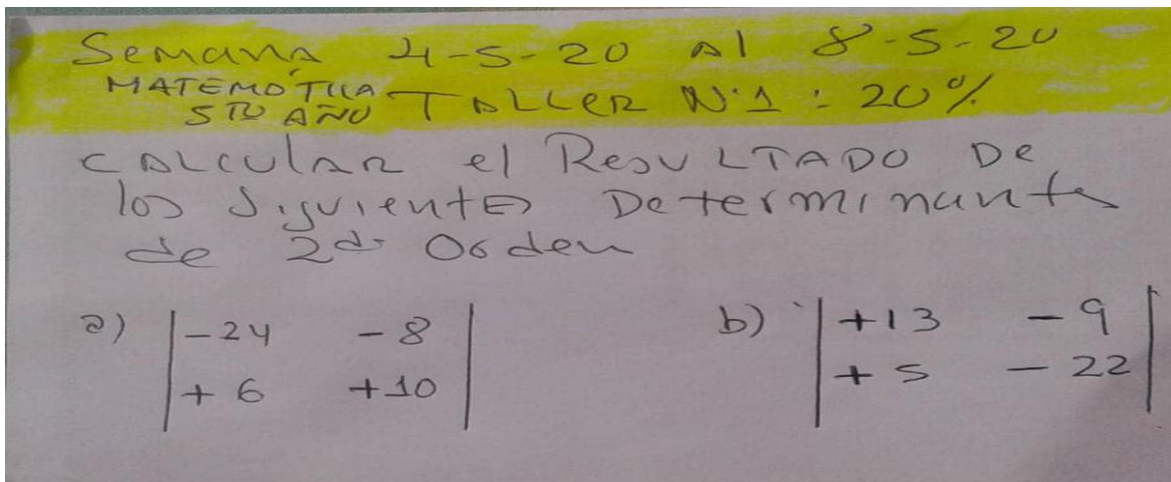 Semana 4-5-20 Al 8-5-20
MATEMÁTICA
5TO AÑO TALLER N°1: 20%
CALCULAR el RESULTADO De
los SiguientES Determinante
de 2do Orden
a) |-24 -8|
|+6 +10|
b) |+13 -9|
|+5 -22|